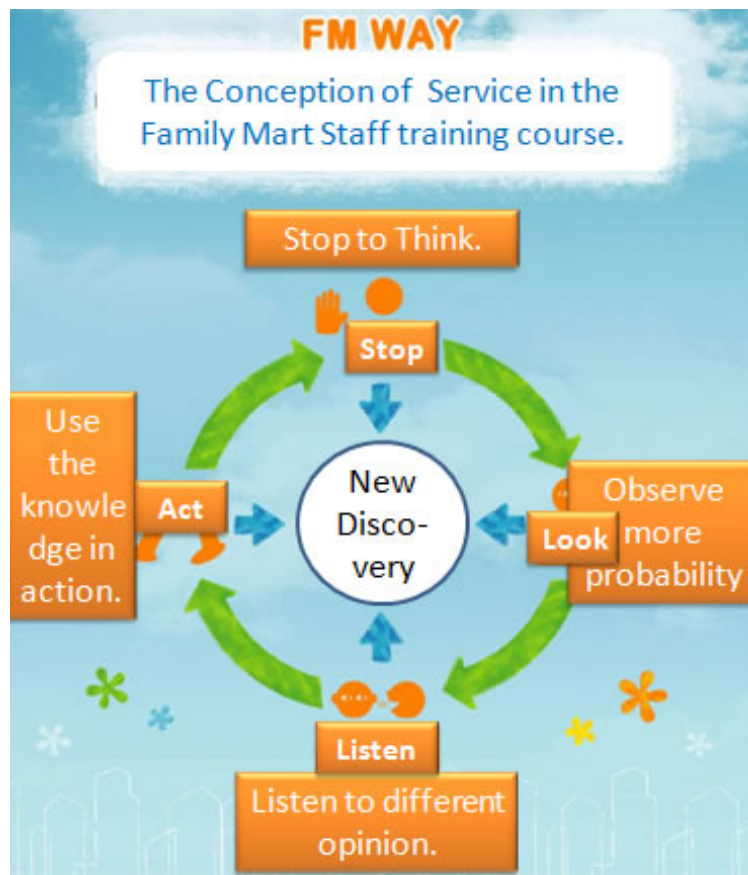 FM WAY
The Conception of Service in the
Family Mart Staff training course.
Stop to Think.
Stop
Use
the
knowle
dge in
action.
Act
New
Disco-
very
Look
Observe
more
probability
Listen
Listen to different
opinion.